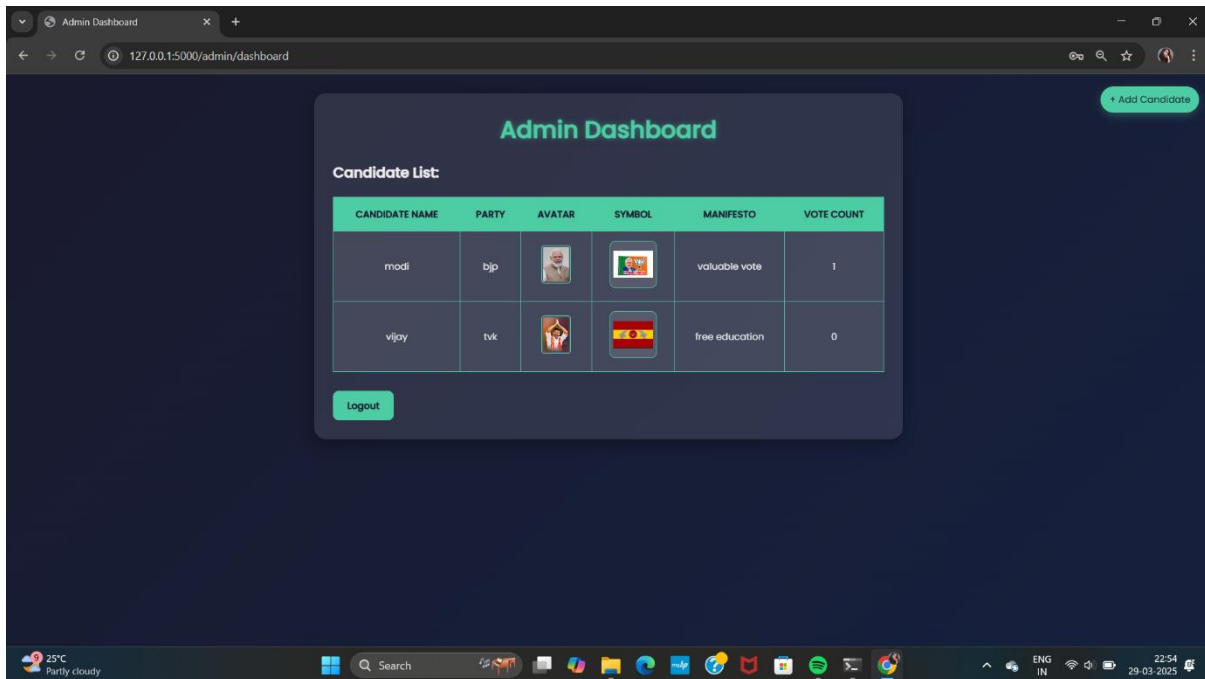 Admin Dashboard
127.0.0.1:5000/admin/dashboard
+ Add Candidate
Admin Dashboard
Candidate List:
CANDIDATE NAME PARTY AVATAR SYMBOL MANIFESTO VOTE COUNT
modi bjp valuable vote 1
vijay tvk free education 0
Logout
9
25°C
Partly cloudy
Search
ENG
IN
22:54
29-03-2025